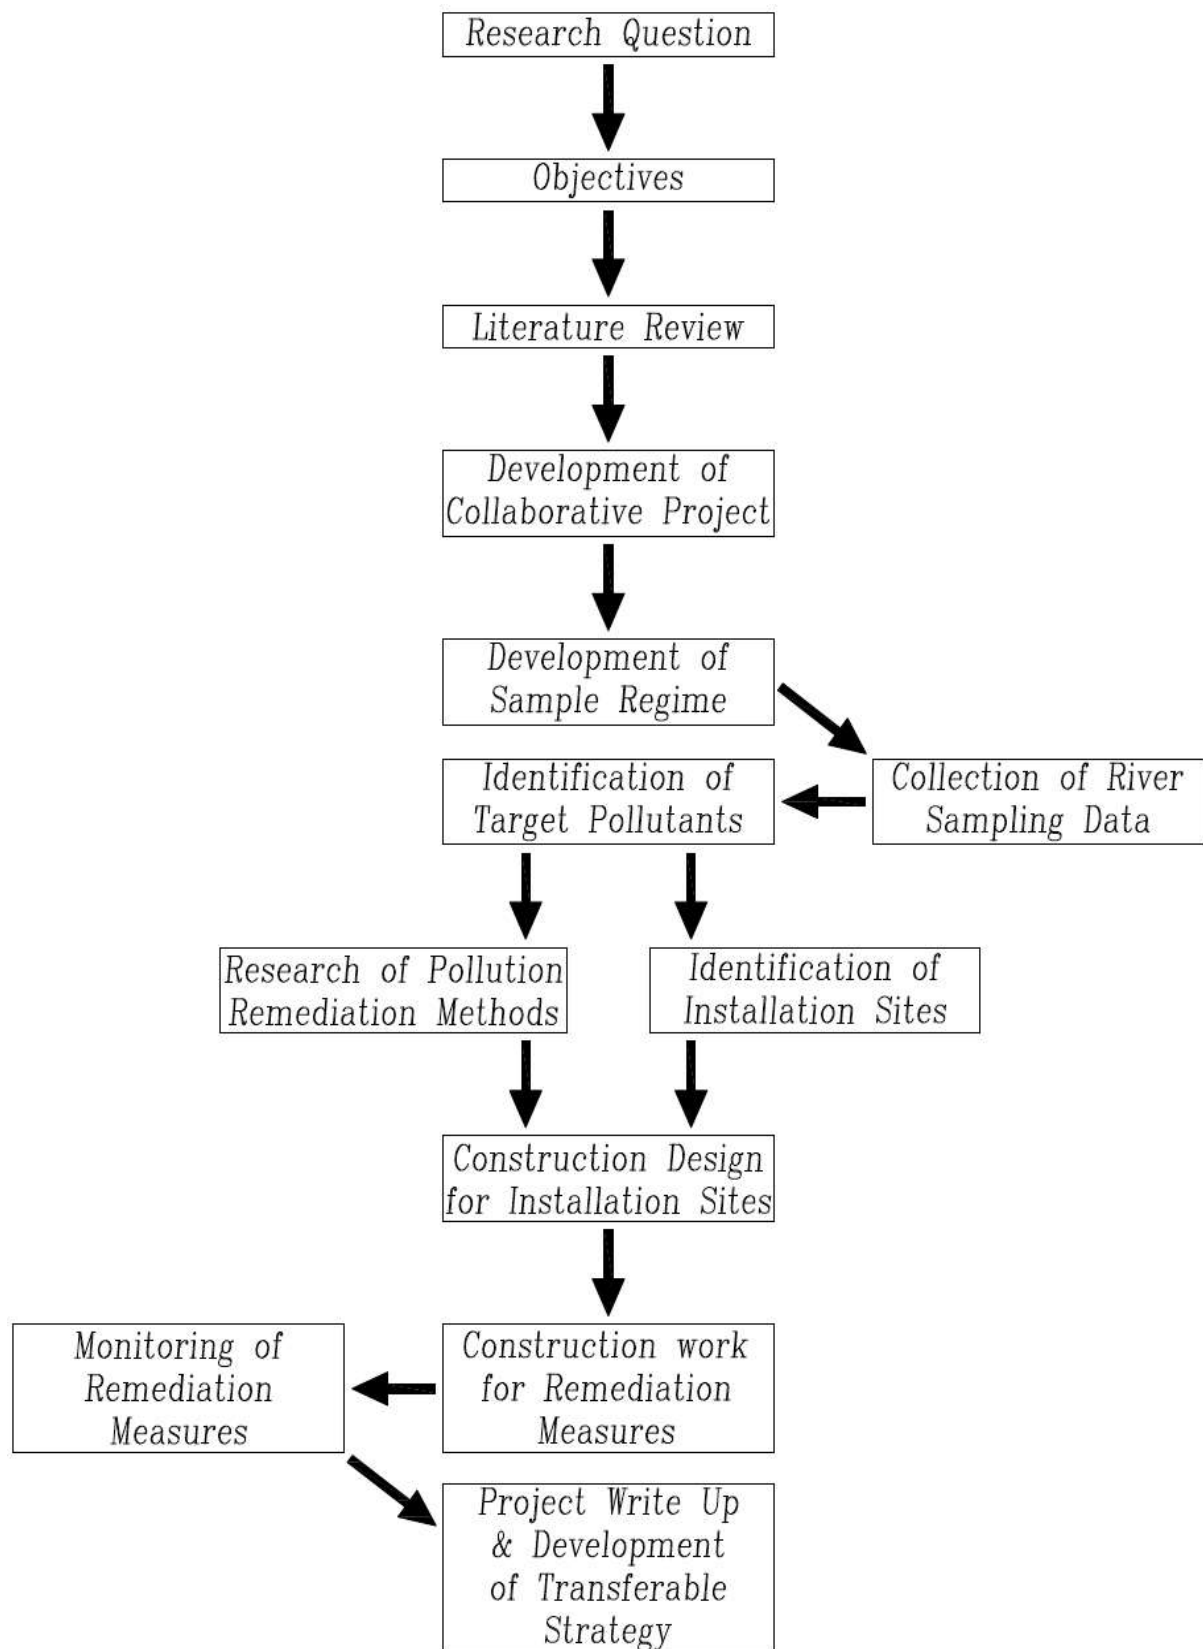 Research Question
Objectives
Literature Review
Development of
Collaborative Project
Development of
Sample Regime
Collection of River
Sampling Data
Identification of
Target Pollutants
Research of Pollution
Remediation Methods
Identification of
Installation Sites
Construction Design
for Installation Sites
Construction work
for Remediation
Measures
Monitoring of
Remediation
Measures
Project Write Up
& Development
of Transferable
Strategy